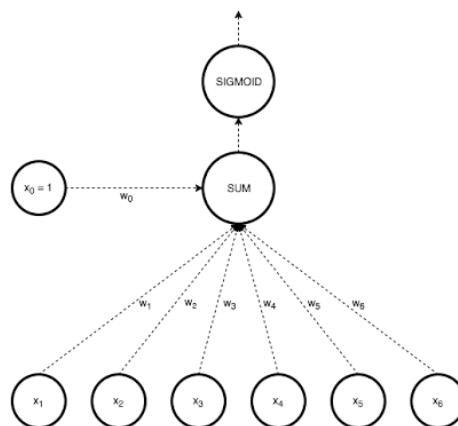 SIGMOID
x₀ = 1
SUM
w₀
w₁ w₂ w₃ w₄ w₅ w₆
x₁ x₂ x₃ x₄ x₅ x₆